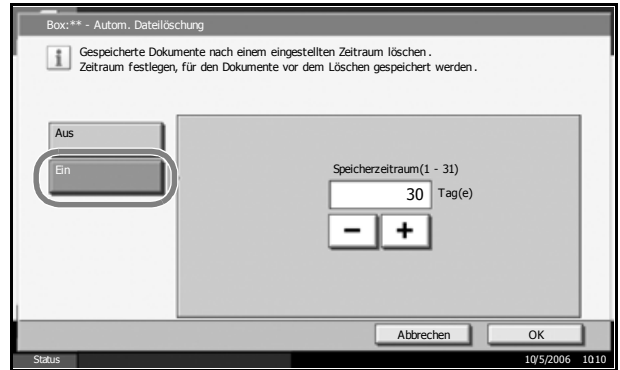 Box:** - Autom. Dateilöschung
Gespeicherte Dokumente nach einem eingestellten Zeitraum löschen.
Zeitraum festlegen, für den Dokumente vor dem Löschen gespeichert werden.
Aus
Ein
Speicherzeitraum(1 - 31)
30 Tag(e)
− +
Abbrechen OK
Status 10/5/2006 10:10